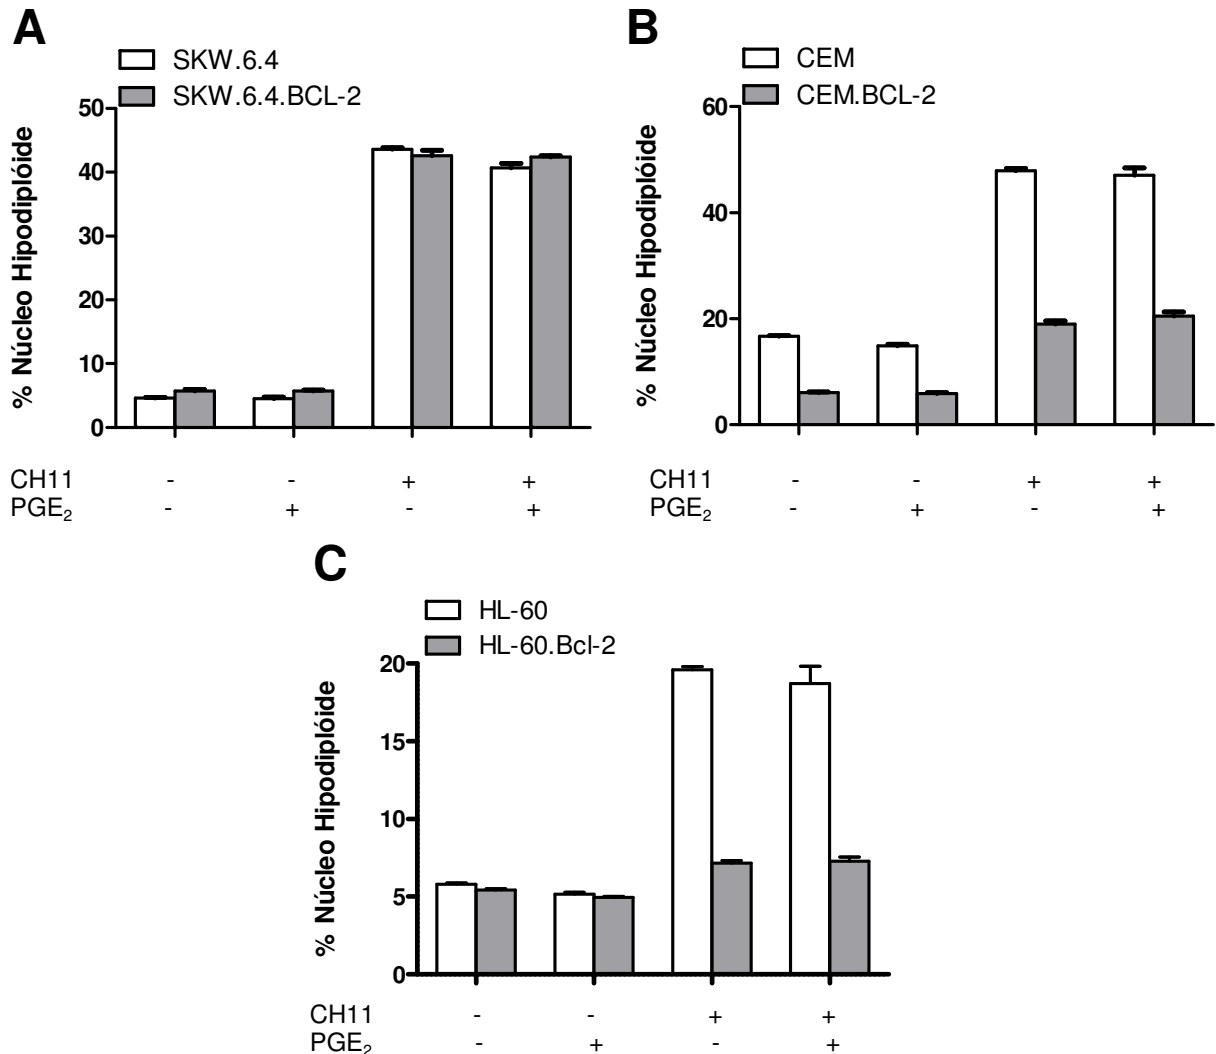 A
SKW.6.4
SKW.6.4.BCL-2
% Núcleo Hipodiplóide
50
40
30
20
10
0
CH11 - - + +
PGE₂ - + - +
B
CEM
CEM.BCL-2
% Núcleo Hipodiplóide
60
40
20
0
CH11 - - + +
PGE₂ - + - +
C
HL-60
HL-60.Bcl-2
% Núcleo Hipodiplóide
20
15
10
5
0
CH11 - - + +
PGE₂ - + - +